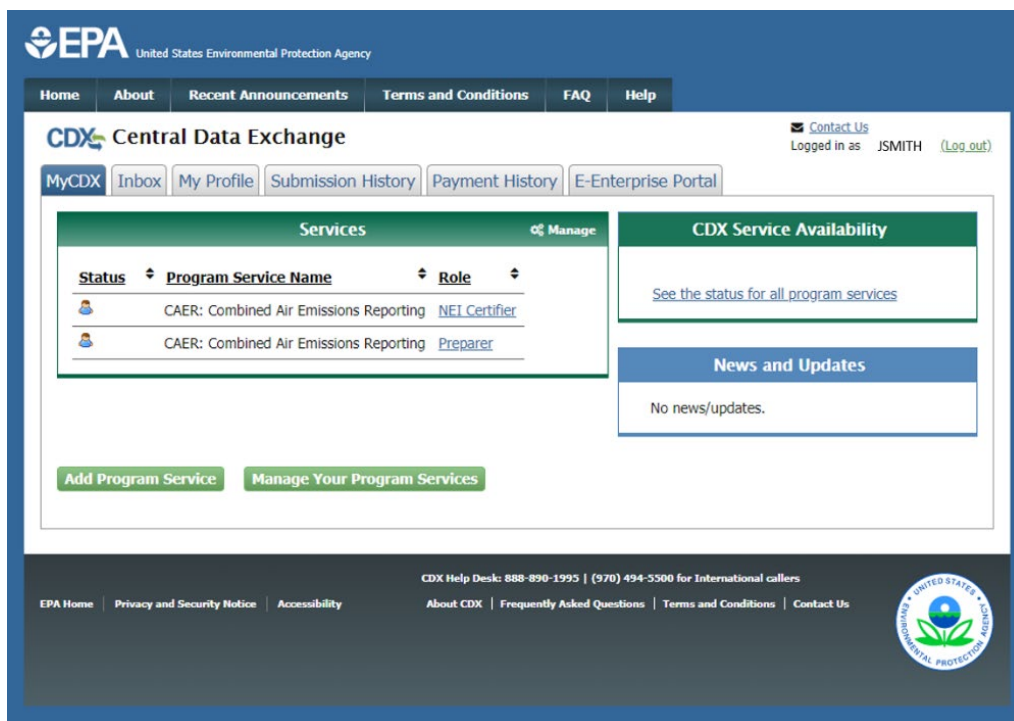 EPA United States Environmental Protection Agency
Home About Recent Announcements Terms and Conditions FAQ Help
CDX Central Data Exchange
Contact Us
Logged in as JSMITH (Log out)
MyCDX Inbox My Profile Submission History Payment History E-Enterprise Portal
Services Manage
Status Program Service Name Role
CAER: Combined Air Emissions Reporting NEI Certifier
CAER: Combined Air Emissions Reporting Preparer
CDX Service Availability
See the status for all program services
News and Updates
No news/updates.
Add Program Service Manage Your Program Services
CDX Help Desk: 888-890-1995 | (970) 494-5500 for International callers
EPA Home Privacy and Security Notice Accessibility About CDX | Frequently Asked Questions | Terms and Conditions | Contact Us
UNITED STATES ENVIRONMENTAL PROTECTION AGENCY